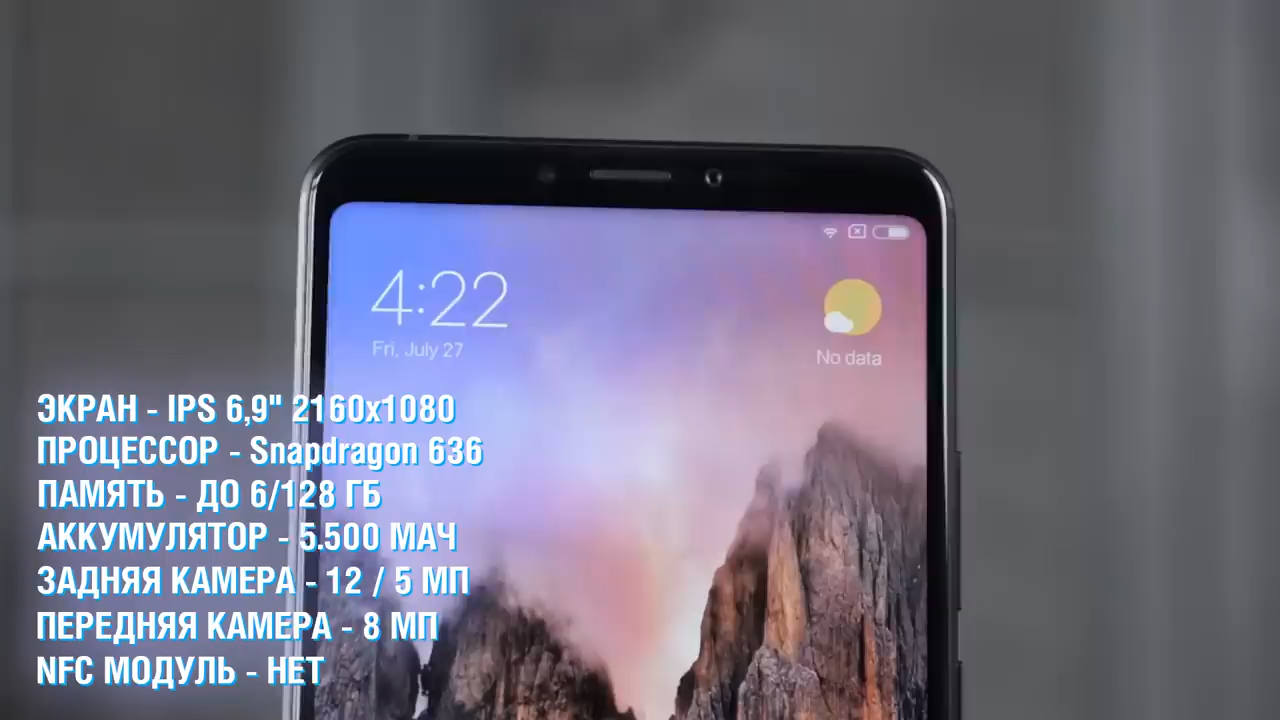 4:22
Fri, July 27
No data
ЭКРАН - IPS 6,9" 2160x1080
ПРОЦЕССОР - Snapdragon 636
ПАМЯТЬ - ДО 6/128 ГБ
АККУМУЛЯТОР - 5.500 МАЧ
ЗАДНЯЯ КАМЕРА - 12 / 5 МП
ПЕРЕДНЯЯ КАМЕРА - 8 МП
NFC МОДУЛЬ - НЕТ